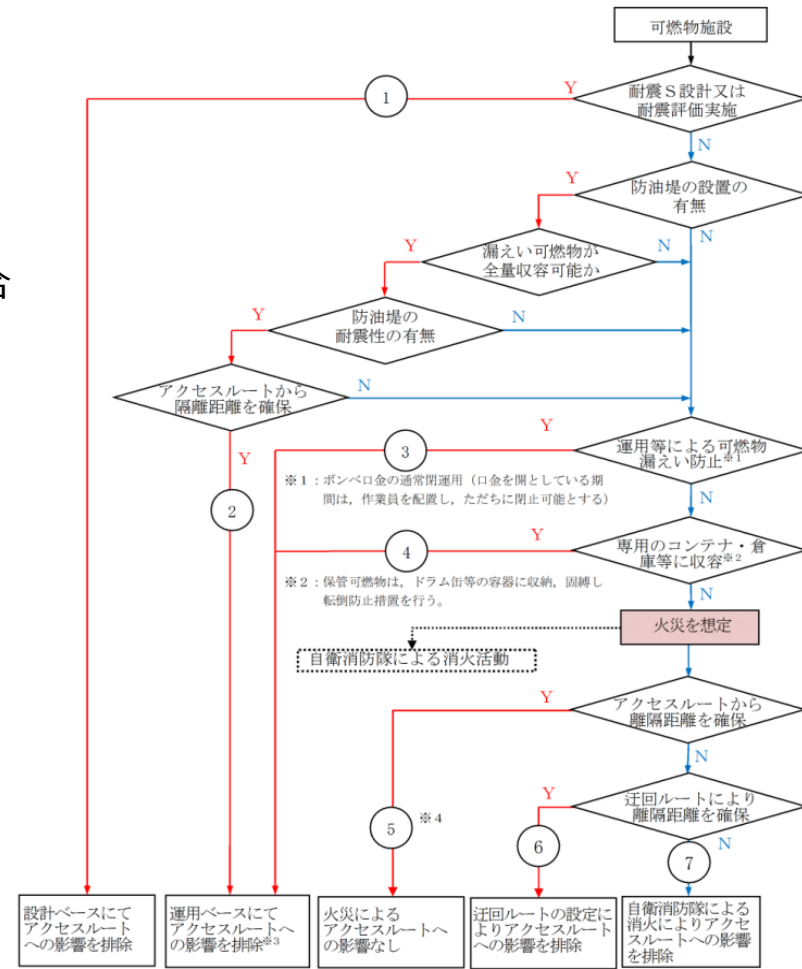 可燃物施設
耐震S設計又は
耐震評価実施
Y
①
N
防油堤の設置の
有無
Y
N
漏えい可燃物が
全量収容可能か
Y
N
防油堤の
耐震性の有無
Y
N
アクセスルートから
隔離距離を確保
N
Y
②
運用等による可燃物
漏えい防止※1
Y
③
N
※1:ボンベ口金の通常閉運用(口金を開としている期
間は,作業員を配置し,ただちに閉止可能とする)
専用のコンテナ・倉
庫等に収容※2
Y
④
N
※2:保管可燃物は,ドラム缶等の容器に収納,固縛し
転倒防止措置を行う。
火災を想定
自衛消防隊による消火活動
アクセスルートから
離隔距離を確保
Y
N
⑤
※4
迂回ルートにより
離隔距離を確保
Y
N
⑥
⑦
設計ベースにて
アクセスルート
への影響を排除
運用ベースにて
アクセスルートへ
の影響を排除※3
火災による
アクセスルートへ
の影響なし
迂回ルートの設定に
よりアクセスルート
への影響を排除
自衛消防隊による
消火によりアクセ
スルートへの影響
を排除